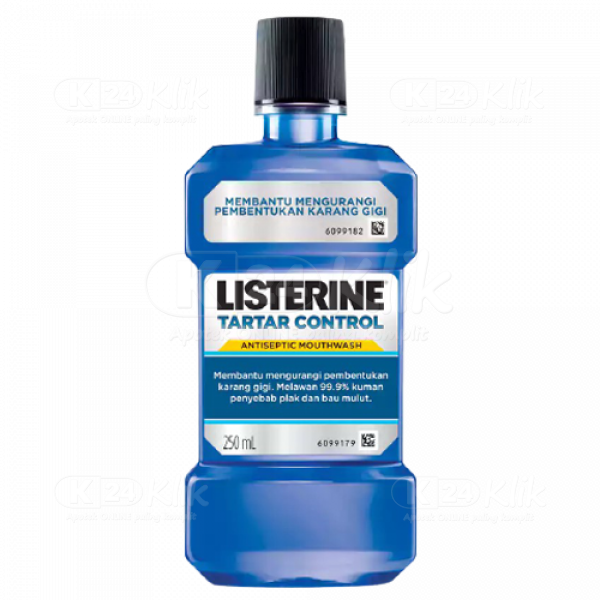 MEMBANTU MENGURANGI
PEMBENTUKAN KARANG GIGI
6099182
LISTERINE®
TARTAR CONTROL
ANTISEPTIC MOUTHWASH
Membantu mengurangi pembentukan
karang gigi. Melawan 99.9% kuman
penyebab plak dan bau mulut.
250 mL
6099179